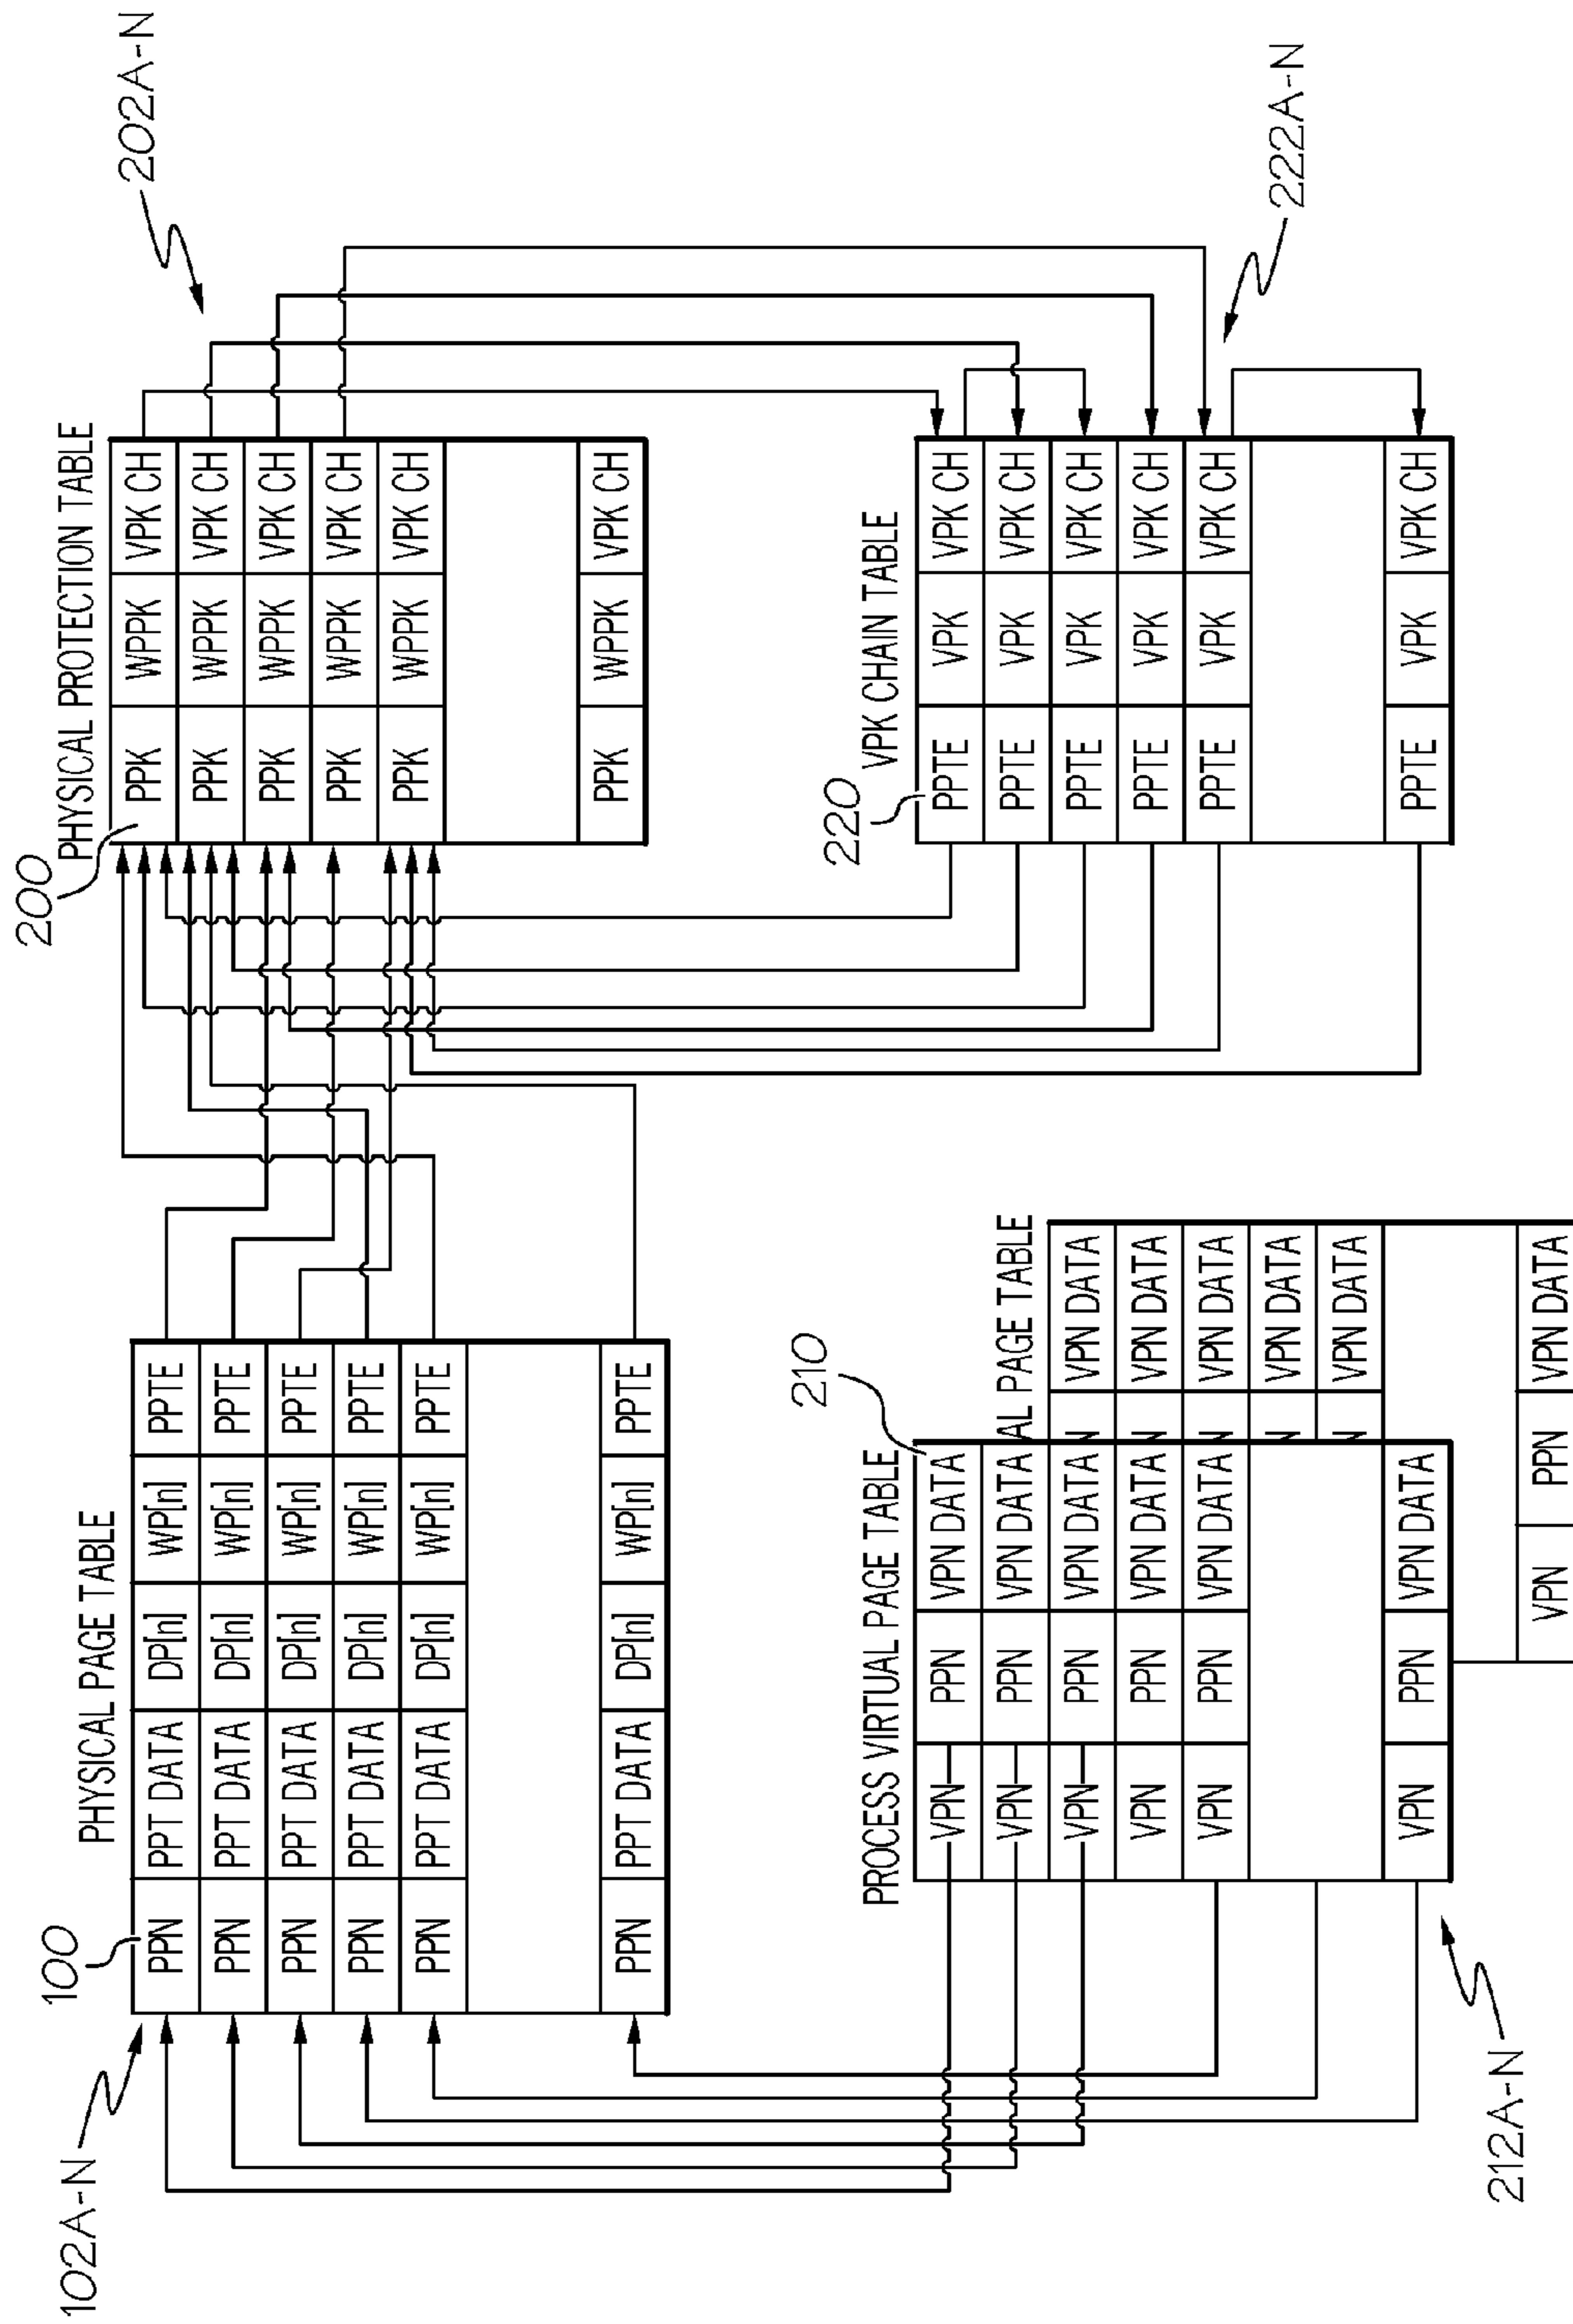 102A-N
100
PHYSICAL PAGE TABLE
PPN PPT DATA DP[n] WP[n] PPTE
PPN PPT DATA DP[n] WP[n] PPTE
PPN PPT DATA DP[n] WP[n] PPTE
PPN PPT DATA DP[n] WP[n] PPTE
PPN PPT DATA DP[n] WP[n] PPTE
PPN PPT DATA DP[n] WP[n] PPTE
200
PHYSICAL PROTECTION TABLE
202A-N
PPK WPPK VPK CH
PPK WPPK VPK CH
PPK WPPK VPK CH
PPK WPPK VPK CH
PPK WPPK VPK CH
PPK WPPK VPK CH
210
PROCESS VIRTUAL PAGE TABLE
VPN PPN VPN DATA
VPN PPN VPN DATA
VPN PPN VPN DATA
VPN PPN VPN DATA
VPN PPN VPN DATA
VPN PPN VPN DATA
212A-N
AL PAGE TABLE
N VPN DATA
N VPN DATA
N VPN DATA
N VPN DATA
N VPN DATA
VPN PPN VPN DATA
220
VPK CHAIN TABLE
PPTE VPK VPK CH
PPTE VPK VPK CH
PPTE VPK VPK CH
PPTE VPK VPK CH
PPTE VPK VPK CH
PPTE VPK VPK CH
222A-N